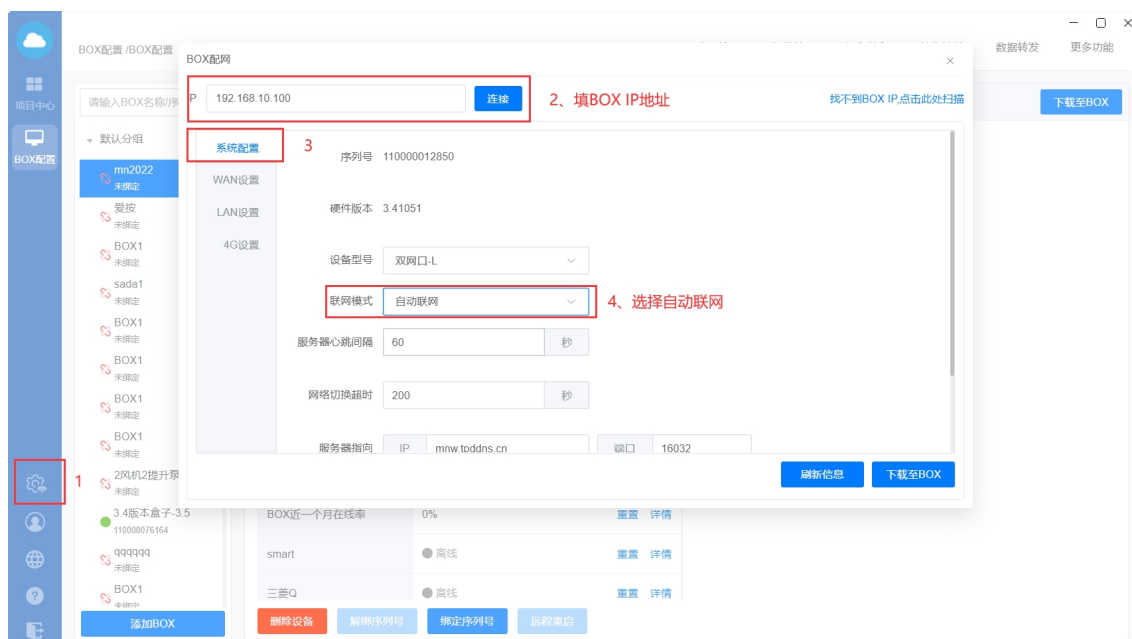 BOX配置 /BOX配置
数据转发
更多功能
项目中心
BOX配置
请输入BOX名称/序
下载至BOX
默认分组
mn2022
未绑定
爱按
未绑定
BOX1
未绑定
sada1
未绑定
BOX1
未绑定
BOX1
未绑定
BOX1
未绑定
BOX1
未绑定
2风机2提升泵
未绑定
3.4版本盒子-3.5
110000076164
qqqqqq
未绑定
BOX1
未绑定
添加BOX
1
BOX配网
×
P 192.168.10.100 连接
2、填BOX IP地址
找不到BOX IP,点击此处扫描
系统配置
3
WAN设置
LAN设置
4G设置
序列号 110000012850
硬件版本 3.41051
设备型号 双网口-L
联网模式 自动联网
4、选择自动联网
服务器心跳间隔 60 秒
网络切换超时 200 秒
服务器指向 IP mnw.tpddns.cn 端口 16032
刷新信息 下载至BOX
BOX近一个月在线率 0% 重置 详情
smart 离线 重置 详情
三菱Q 离线 重置 详情
删除设备 解绑序列号 绑定序列号 远程重启